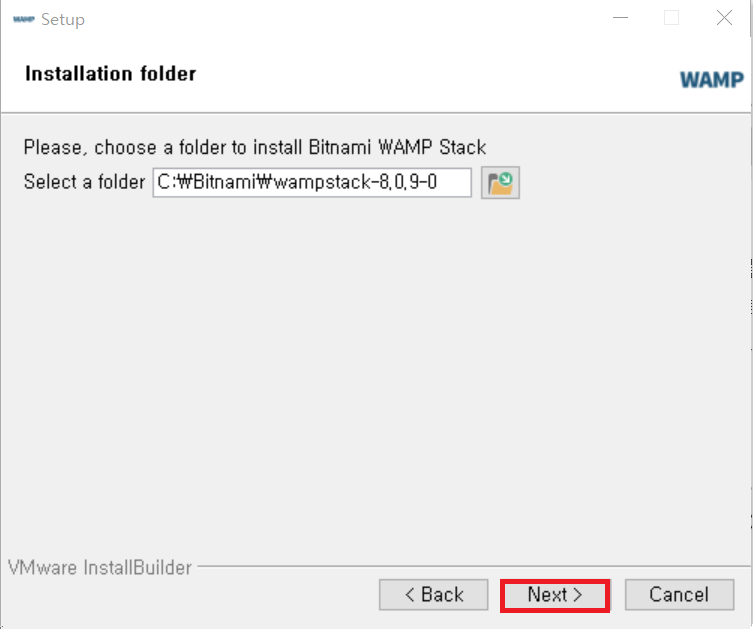 WAMP Setup
Installation folder
WAMP
Please, choose a folder to install Bitnami WAMP Stack
Select a folder C:₩Bitnami₩wampstack-8.0.9-0
VMware InstallBuilder
< Back Next > Cancel